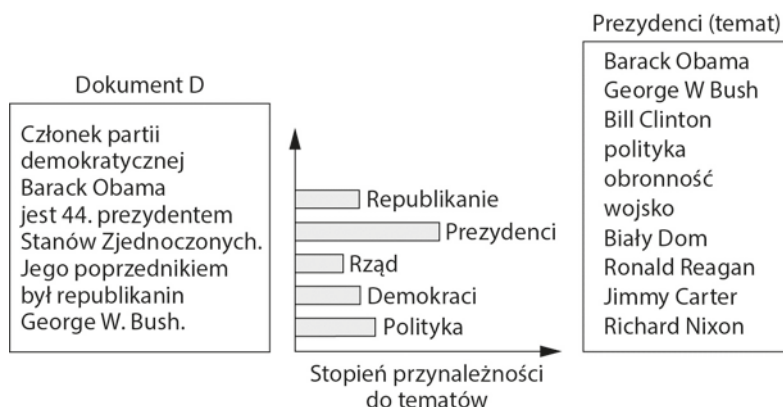 Dokument D
Członek partii
demokratycznej
Barack Obama
jest 44. prezydentem
Stanów Zjednoczonych.
Jego poprzednikiem
był republikanin
George W. Bush.
Republikanie
Prezydenci
Rząd
Demokraci
Polityka
Stopień przynależności
do tematów
Prezydenci (temat)
Barack Obama
George W Bush
Bill Clinton
polityka
obronność
wojsko
Biały Dom
Ronald Reagan
Jimmy Carter
Richard Nixon